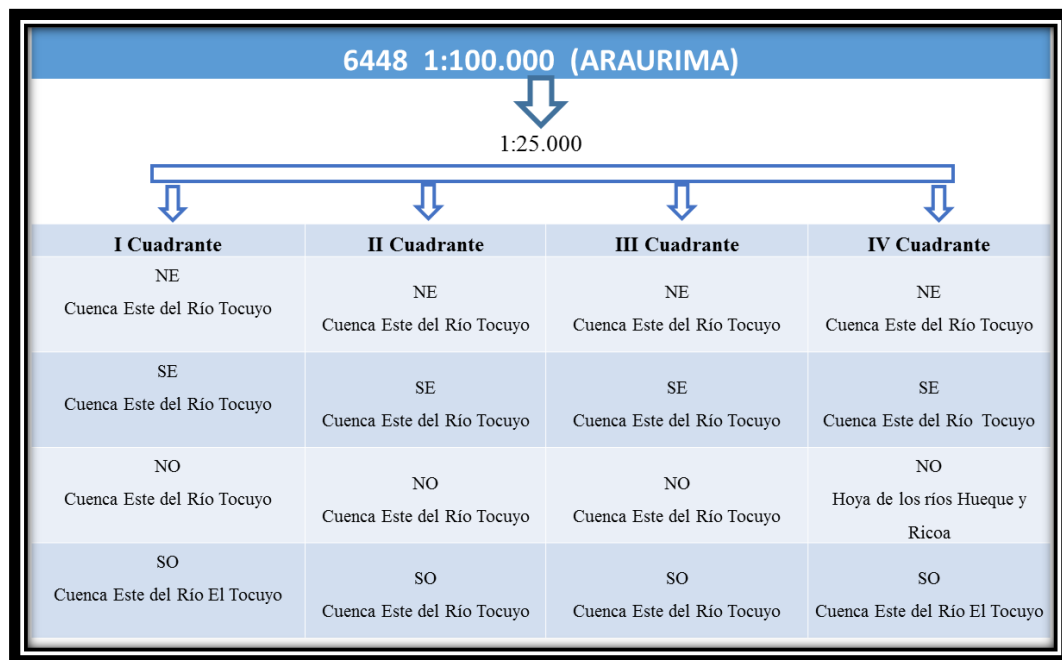 6448 1:100.000 (ARAURIMA)
1:25.000
I Cuadrante
II Cuadrante
III Cuadrante
IV Cuadrante
NE
Cuenca Este del Río Tocuyo
NE
Cuenca Este del Río Tocuyo
NE
Cuenca Este del Río Tocuyo
NE
Cuenca Este del Río Tocuyo
SE
Cuenca Este del Río Tocuyo
SE
Cuenca Este del Río Tocuyo
SE
Cuenca Este del Río Tocuyo
SE
Cuenca Este del Río Tocuyo
NO
Cuenca Este del Río Tocuyo
NO
Cuenca Este del Río Tocuyo
NO
Cuenca Este del Río Tocuyo
NO
Hoya de los ríos Hueque y
Ricoa
SO
Cuenca Este del Río El Tocuyo
SO
Cuenca Este del Río Tocuyo
SO
Cuenca Este del Río Tocuyo
SO
Cuenca Este del Río El Tocuyo